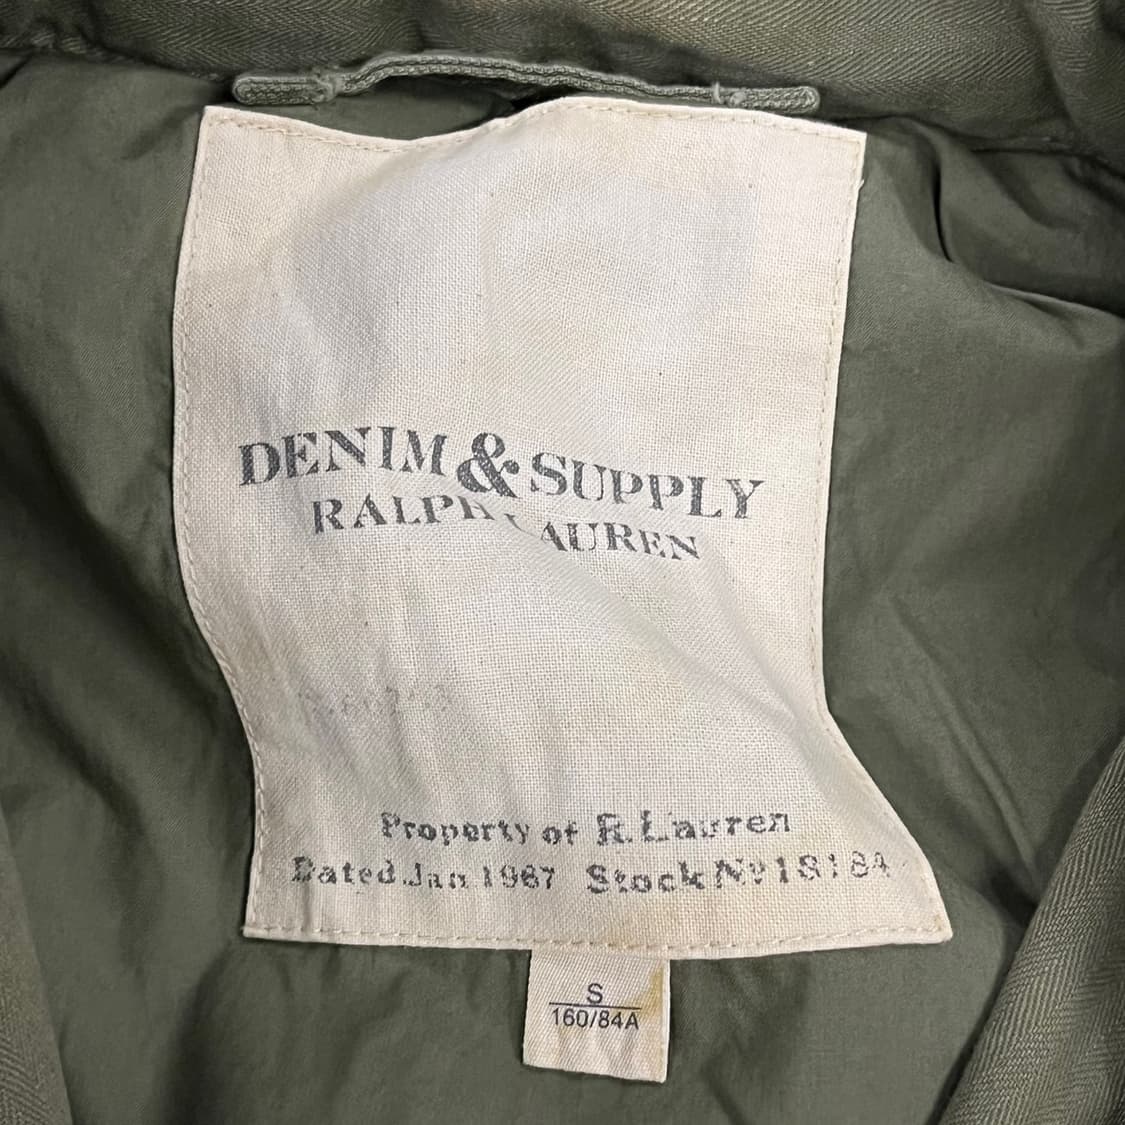 DENIM & SUPPLY
RALPH LAUREN
Property of R. Lauren
Dated Jan 1967 Stock Nº 18184
S
160/84A